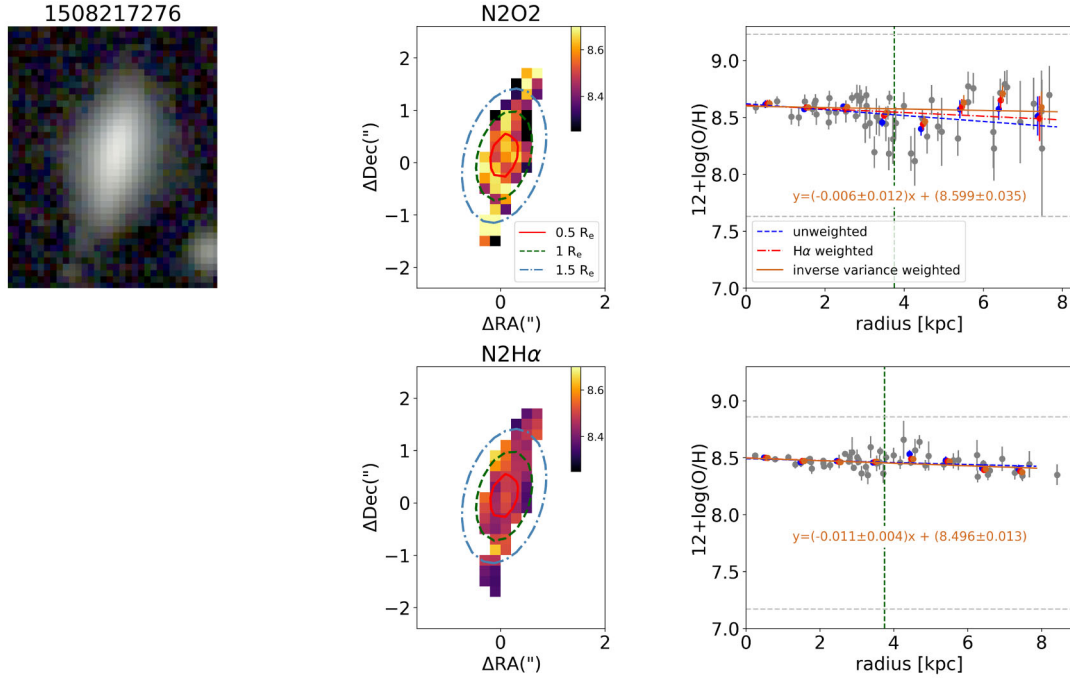 1508217276
N2O2
2
1
0
−1
−2
ΔDec(")
0
2
ΔRA(")
8.6
8.4
0.5 Re
1 Re
1.5 Re
9.0
8.5
8.0
7.5
7.0
12+log(O/H)
y=(-0.006±0.012)x + (8.599±0.035)
unweighted
Hα weighted
inverse variance weighted
0
2
4
6
8
radius [kpc]
N2Hα
2
1
0
−1
−2
ΔDec(")
0
2
ΔRA(")
8.6
8.4
9.0
8.5
8.0
7.5
7.0
12+log(O/H)
y=(-0.011±0.004)x + (8.496±0.013)
0
2
4
6
8
radius [kpc]